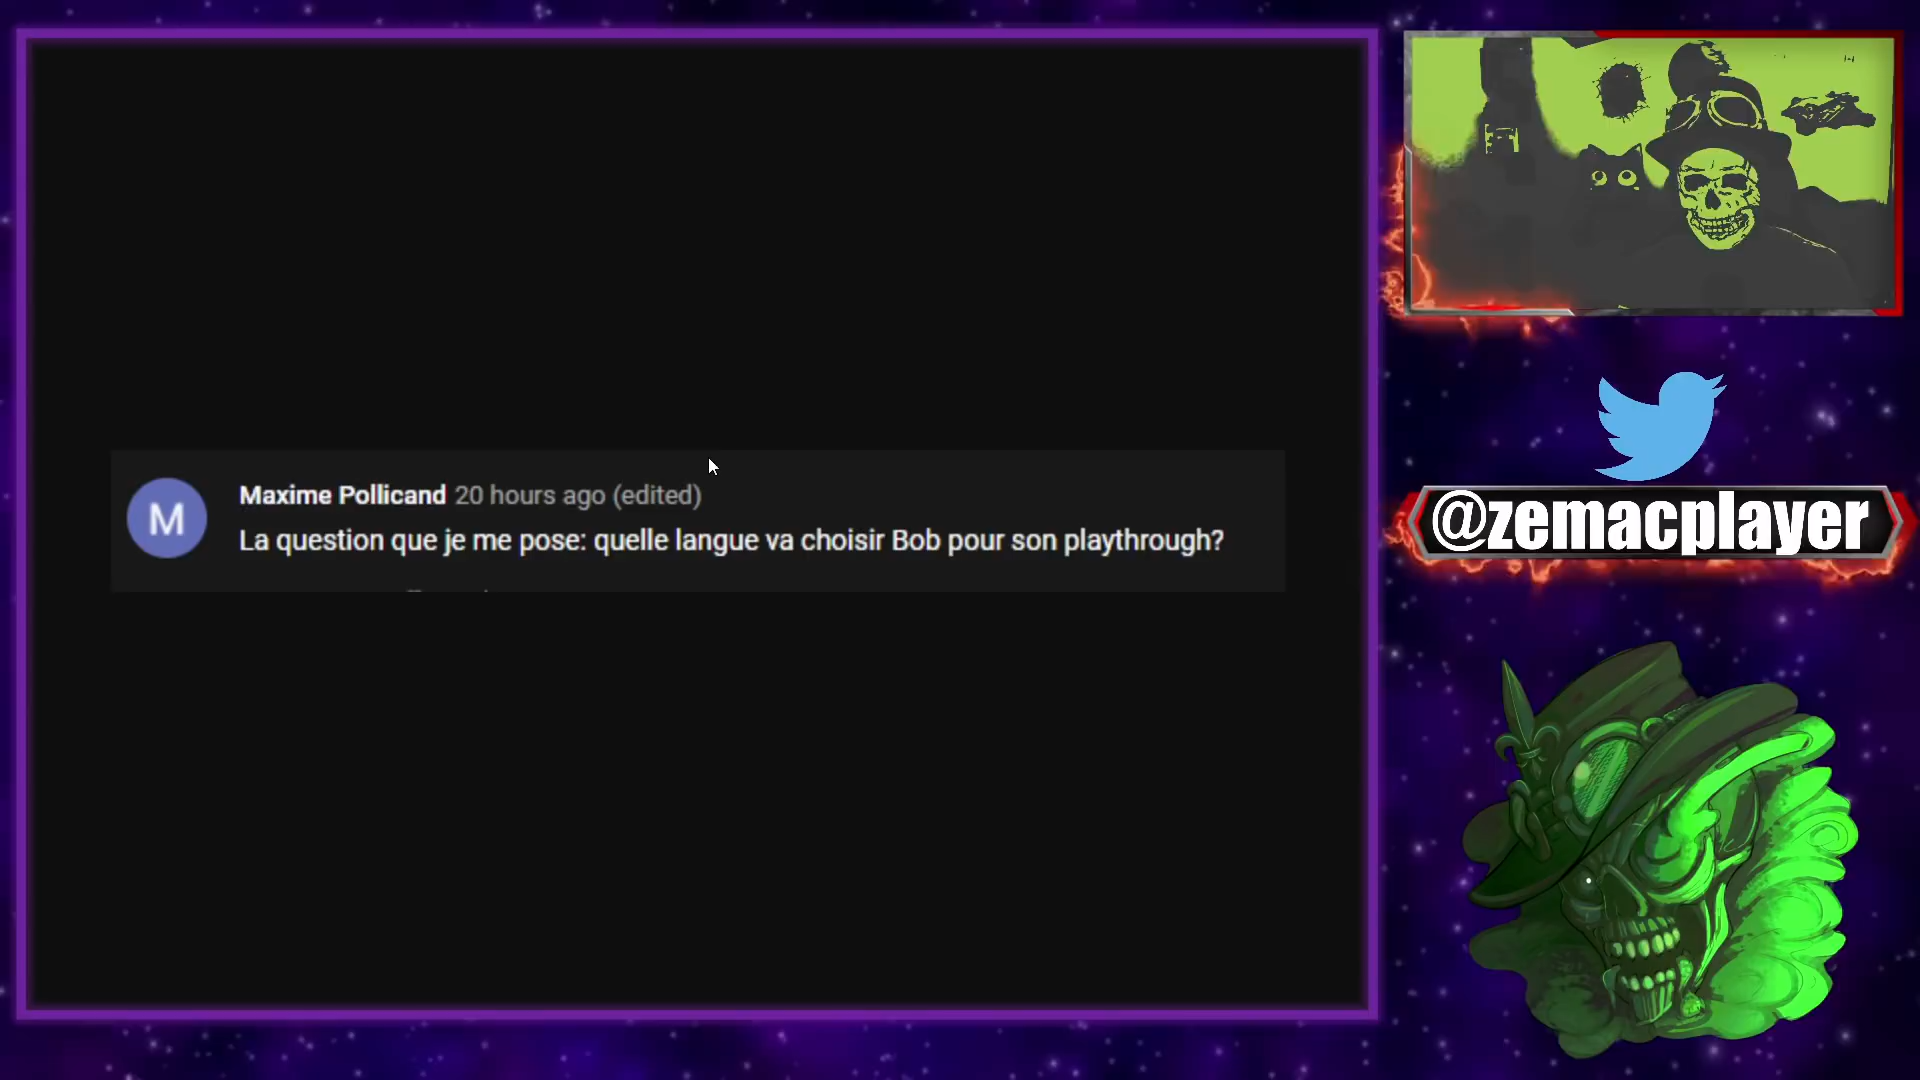 M
Maxime Pollicand 20 hours ago (edited)
La question que je me pose: quelle langue va choisir Bob pour son playthrough?
@zemacplayer